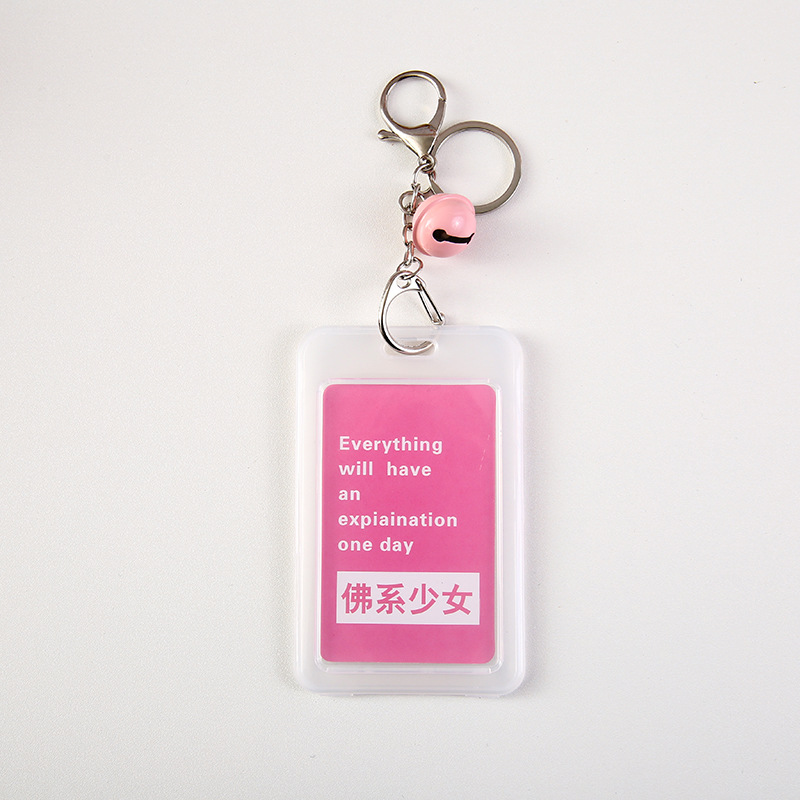 Everything
will have
an
expiaination
one day
佛系少女